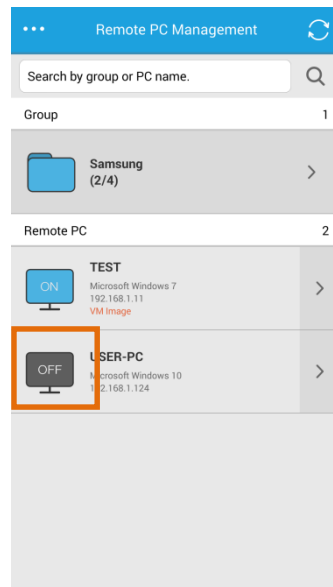 Remote PC Management
Search by group or PC name.
Group 1
Samsung
(2/4)
Remote PC 2
ON
TEST
Microsoft Windows 7
192.168.1.11
VM Image
OFF
USER-PC
Microsoft Windows 10
192.168.1.124